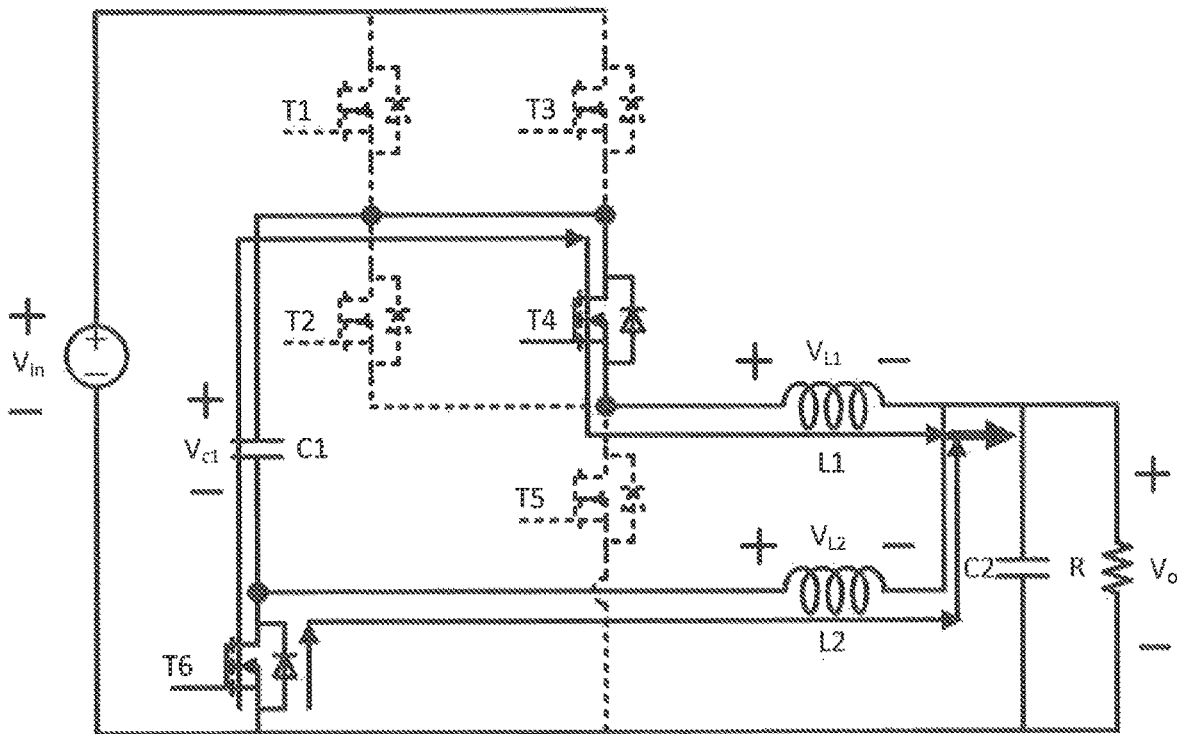 T1
T3
+
V_in
−
+
−
T2
T4
+
V_C1
−
C1
+
V_L1
−
L1
T5
+
V_L2
−
L2
C2
R
+
V_o
−
T6